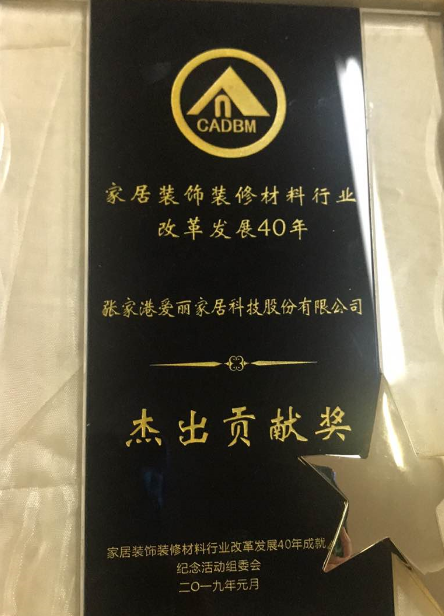 CADBM
家居装饰装修材料行业
改革发展40年
张家港爱丽家居科技股份有限公司
杰出贡献奖
家居装饰装修材料行业改革发展40年成就
纪念活动组委会
二〇一九年元月